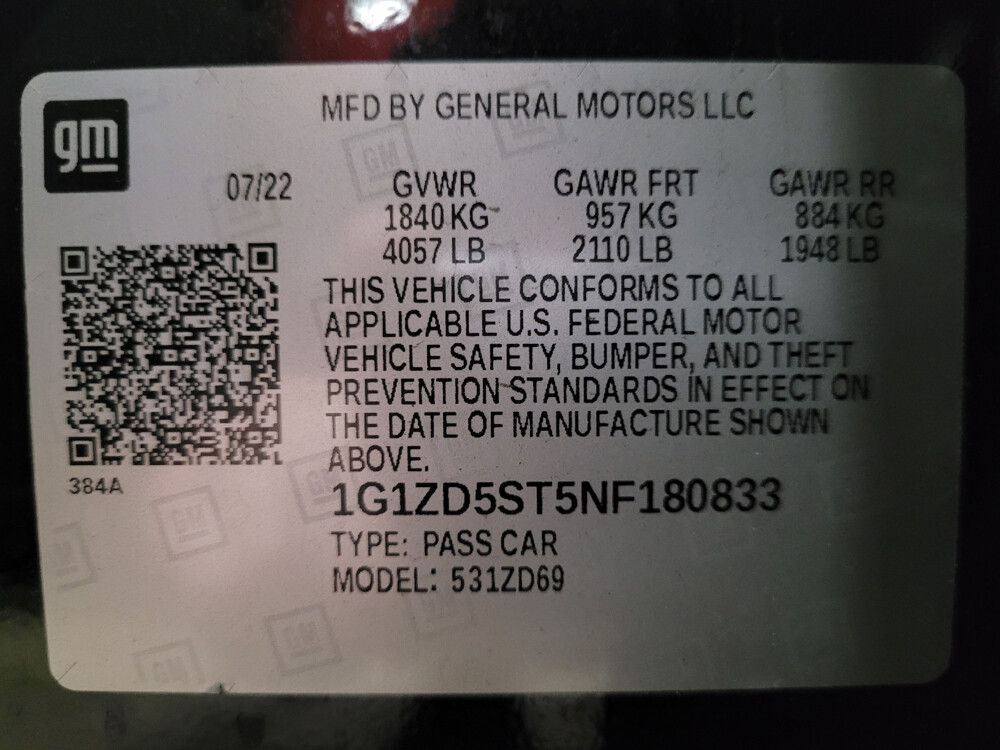 gm
MFD BY GENERAL MOTORS LLC
07/22 GVWR GAWR FRT GAWR RR
1840 KG 957 KG 884 KG
4057 LB 2110 LB 1948 LB
THIS VEHICLE CONFORMS TO ALL
APPLICABLE U.S. FEDERAL MOTOR
VEHICLE SAFETY, BUMPER, AND THEFT
PREVENTION STANDARDS IN EFFECT ON
THE DATE OF MANUFACTURE SHOWN
ABOVE.
384A
1G1ZD5ST5NF180833
TYPE: PASS CAR
MODEL: 531ZD69